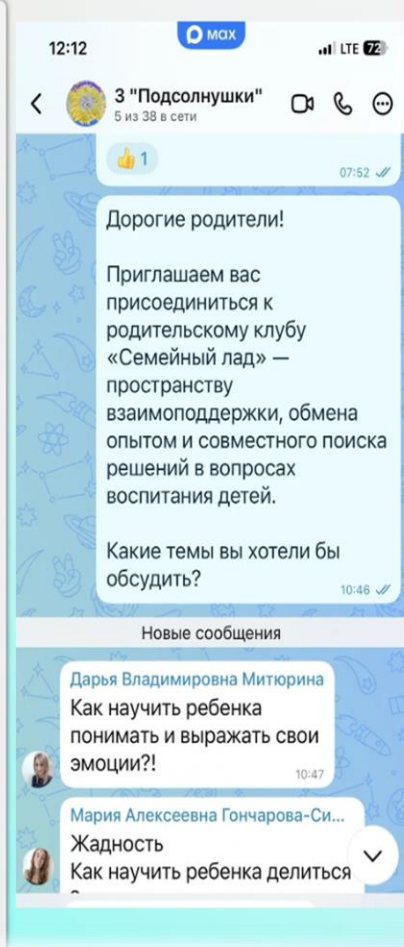 12:12
max
LTE 72
3 "Подсолнушки"
5 из 38 в сети
👍 1
07:52
Дорогие родители!
Приглашаем вас
присоединиться к
родительскому клубу
«Семейный лад» —
пространству
взаимоподдержки, обмена
опытом и совместного поиска
решений в вопросах
воспитания детей.
Какие темы вы хотели бы
обсудить?
10:46
Новые сообщения
Дарья Владимировна Митюрина
Как научить ребенка
понимать и выражать свои
эмоции?!
10:47
Мария Алексеевна Гончарова-Си...
Жадность
Как научить ребенка делиться